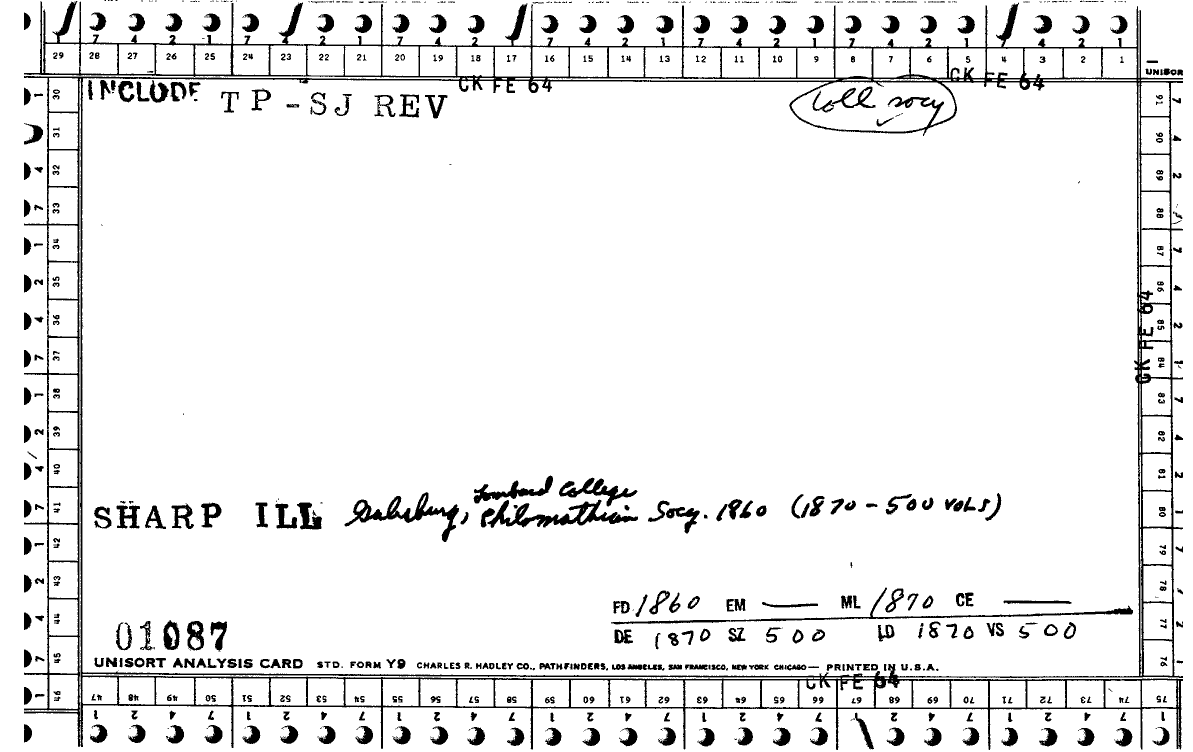 7 4 2 1 7 4 2 1 7 4 2 1 7 4 2 1 7 4 2 1 7 4 2 1 7 4 2 1
29 28 27 26 25 24 23 22 21 20 19 18 17 16 15 14 13 12 11 10 9 8 7 6 5 4 3 2 1
CK FE 64
UNISOR
INCLUDE TP-SJ REV CK FE 64
Coll socy
30 31 32 33 34 35 36 37 38 39 40 41 42 43 44 45 46
91 90 89 88 87 86 85 84 83 82 81 80 79 78 77 76
CK FE 64
Lombard College
SHARP ILL Galesburg, Philomathian Socy. 1860 (1870 - 500 VOLS)
FD 1860 EM — ML 1870 CE —
01087 DE 1870 SZ 500 LD 1870 VS 500
UNISORT ANALYSIS CARD STD. FORM Y9 CHARLES R. HADLEY CO., PATHFINDERS, LOS ANGELES, SAN FRANCISCO, NEW YORK CHICAGO — PRINTED IN U.S.A.
CK FE 64
47 48 49 50 51 52 53 54 55 56 57 58 59 60 61 62 63 64 65 66 67 68 69 70 71 72 73 74 75
1 2 4 7 1 2 4 7 1 2 4 7 1 2 4 7 1 2 4 7 1 2 4 7 1 2 4 7 1